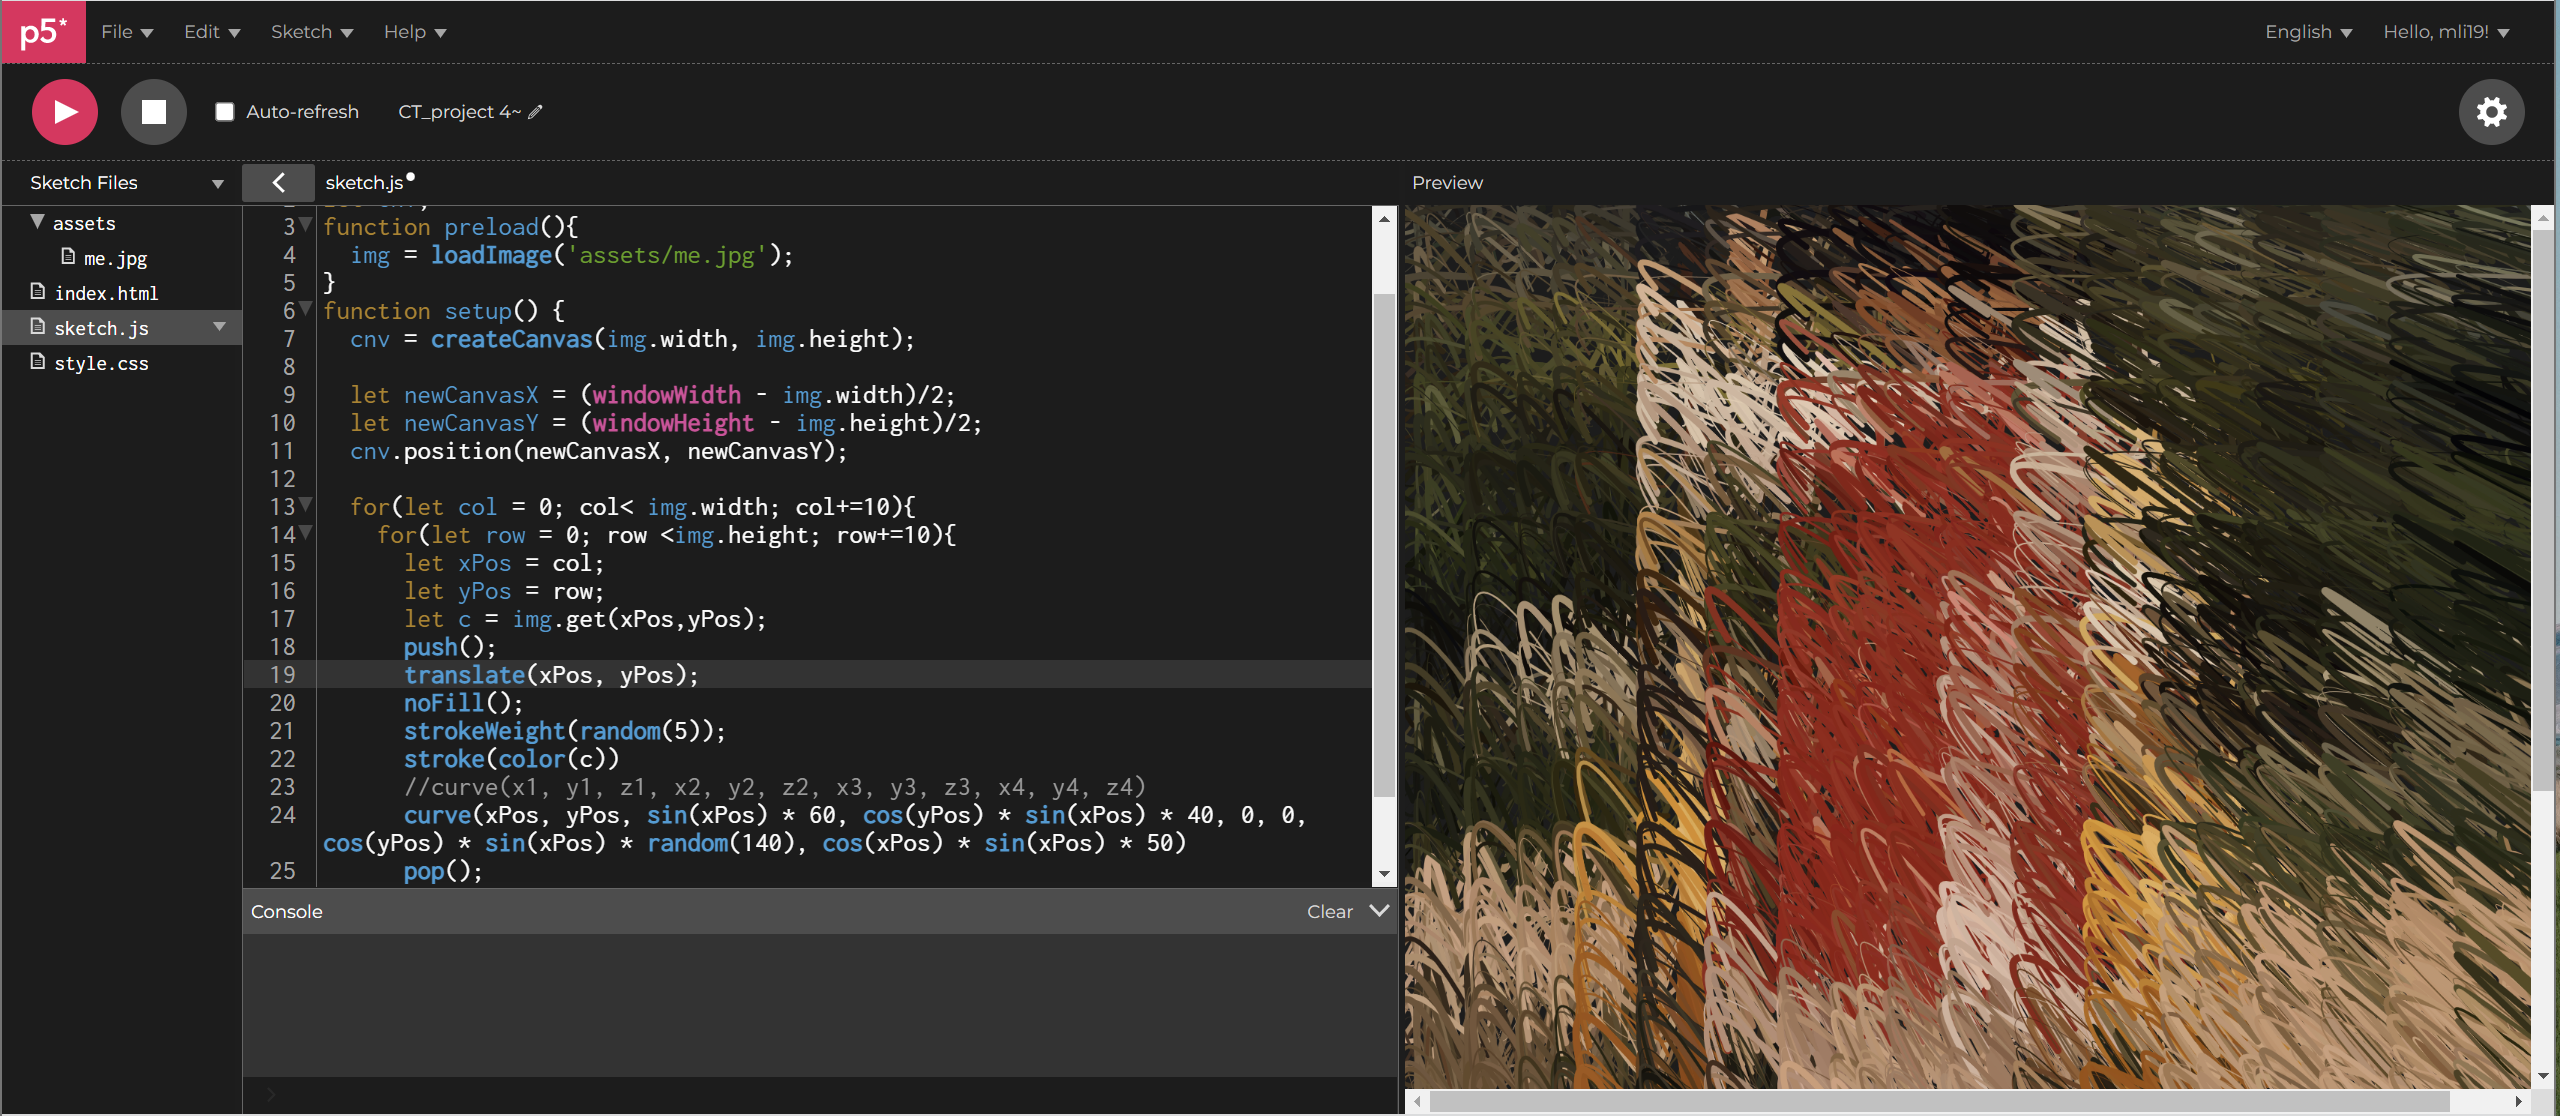 p5* File Edit Sketch Help English Hello, mli19!
Auto-refresh CT_project 4~
Sketch Files
assets
me.jpg
index.html
sketch.js
style.css
sketch.js
3 function preload(){
4 img = loadImage('assets/me.jpg');
5 }
6 function setup() {
7 cnv = createCanvas(img.width, img.height);
8
9 let newCanvasX = (windowWidth - img.width)/2;
10 let newCanvasY = (windowHeight - img.height)/2;
11 cnv.position(newCanvasX, newCanvasY);
12
13 for(let col = 0; col< img.width; col+=10){
14 for(let row = 0; row <img.height; row+=10){
15 let xPos = col;
16 let yPos = row;
17 let c = img.get(xPos,yPos);
18 push();
19 translate(xPos, yPos);
20 noFill();
21 strokeWeight(random(5));
22 stroke(color(c))
23 //curve(x1, y1, z1, x2, y2, z2, x3, y3, z3, x4, y4, z4)
24 curve(xPos, yPos, sin(xPos) * 60, cos(yPos) * sin(xPos) * 40, 0, 0,
cos(yPos) * sin(xPos) * random(140), cos(xPos) * sin(xPos) * 50)
25 pop();
Console Clear
Preview